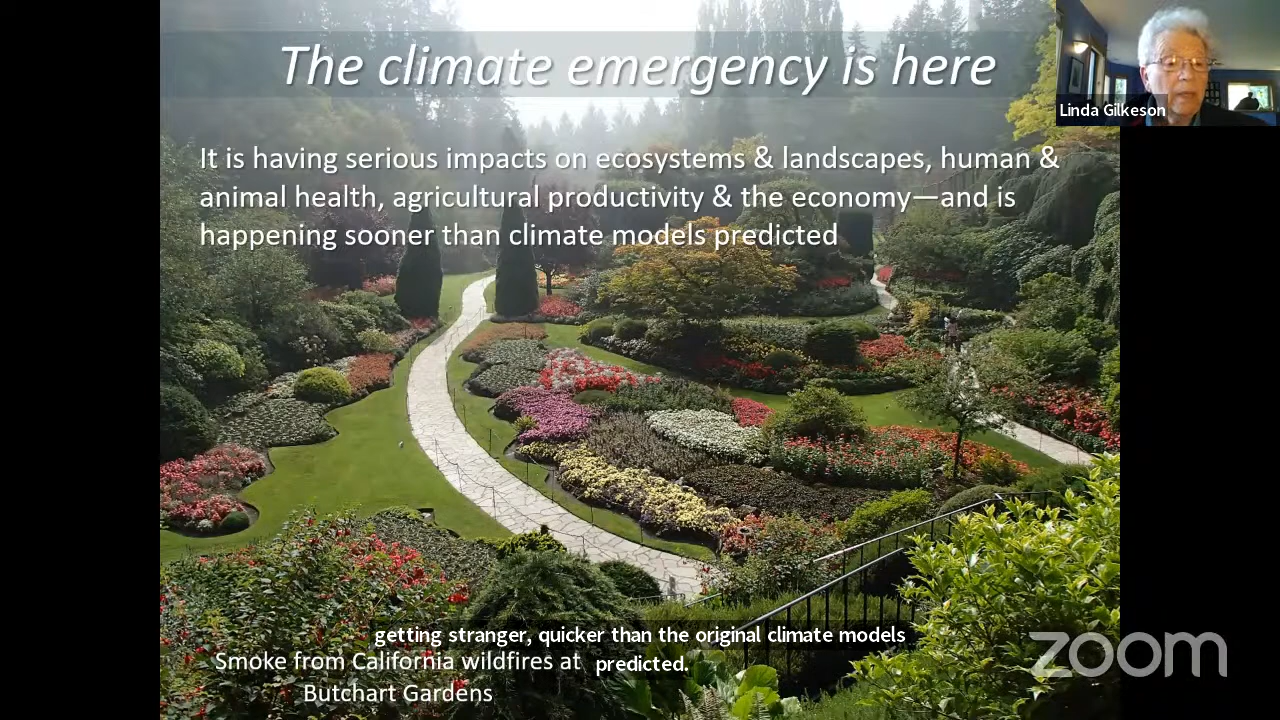 The climate emergency is here
Linda Gilkeson
It is having serious impacts on ecosystems & landscapes, human &
animal health, agricultural productivity & the economy—and is
happening sooner than climate models predicted
getting stranger, quicker than the original climate models
predicted.
Smoke from California wildfires at
Butchart Gardens
zoom